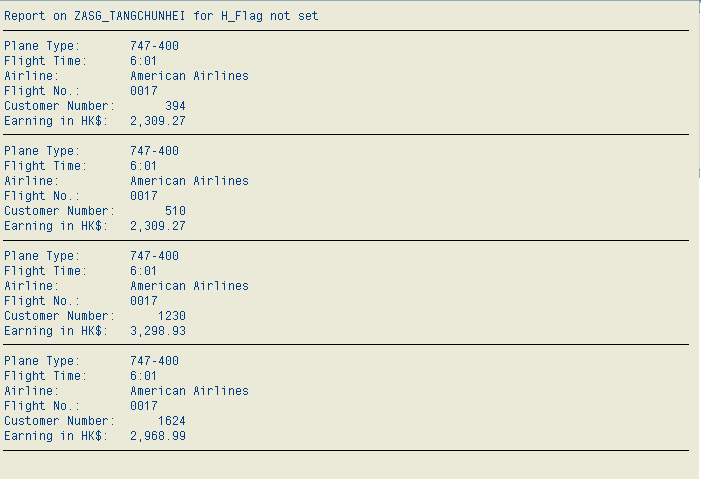 Report on ZASG_TANGCHUNHEI for H_Flag not set
Plane Type: 747-400
Flight Time: 6:01
Airline: American Airlines
Flight No.: 0017
Customer Number: 394
Earning in HK$: 2,309.27
Plane Type: 747-400
Flight Time: 6:01
Airline: American Airlines
Flight No.: 0017
Customer Number: 510
Earning in HK$: 2,309.27
Plane Type: 747-400
Flight Time: 6:01
Airline: American Airlines
Flight No.: 0017
Customer Number: 1230
Earning in HK$: 3,298.93
Plane Type: 747-400
Flight Time: 6:01
Airline: American Airlines
Flight No.: 0017
Customer Number: 1624
Earning in HK$: 2,968.99